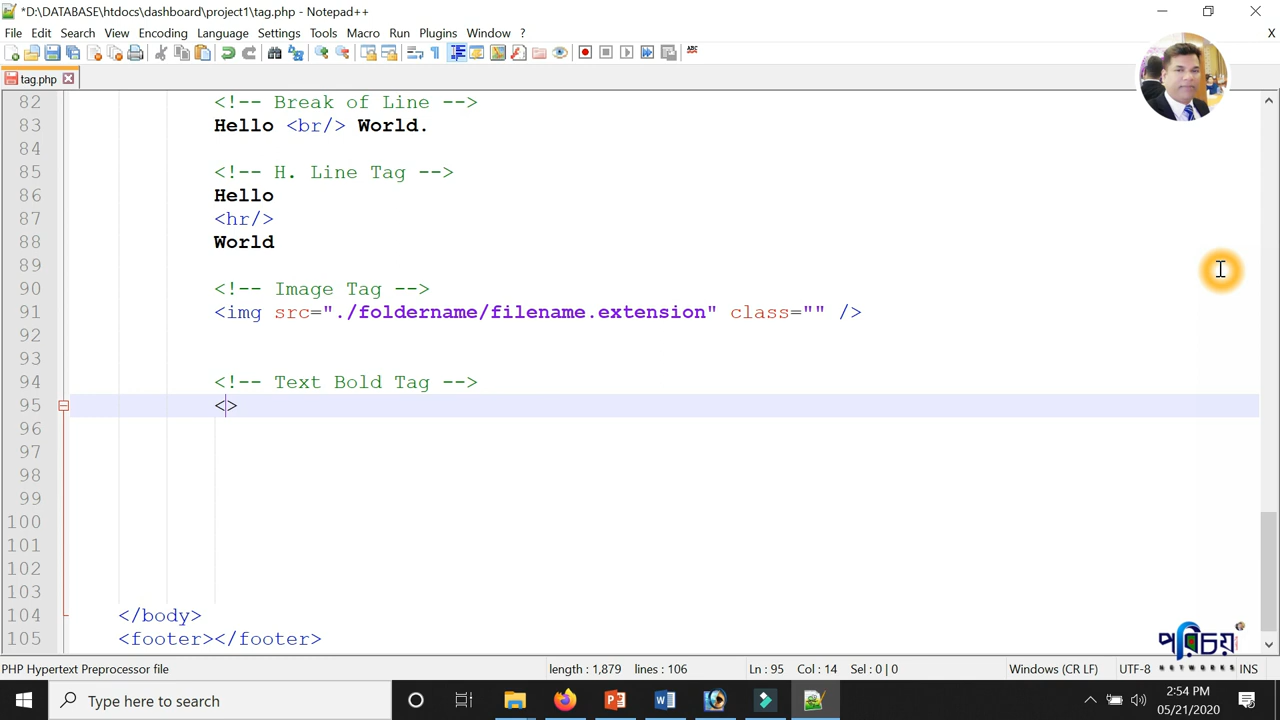 *D:\DATABASE\htdocs\dashboard\project1\tag.php - Notepad++
File Edit Search View Encoding Language Settings Tools Macro Run Plugins Window ? X
tag.php
82 <!-- Break of Line -->
83 Hello <br/> World.
84
85 <!-- H. Line Tag -->
86 Hello
87 <hr/>
88 World
89
90 <!-- Image Tag -->
91 <img src="./foldername/filename.extension" class="" />
92
93
94 <!-- Text Bold Tag -->
95 <>
96
97
98
99
100
101
102
103
104 </body>
105 <footer></footer>
পরিচয়
NETWORKS
PHP Hypertext Preprocessor file length : 1,879 lines : 106 Ln : 95 Col : 14 Sel : 0 | 0 Windows (CR LF) UTF-8 INS
Type here to search
2:54 PM
05/21/2020